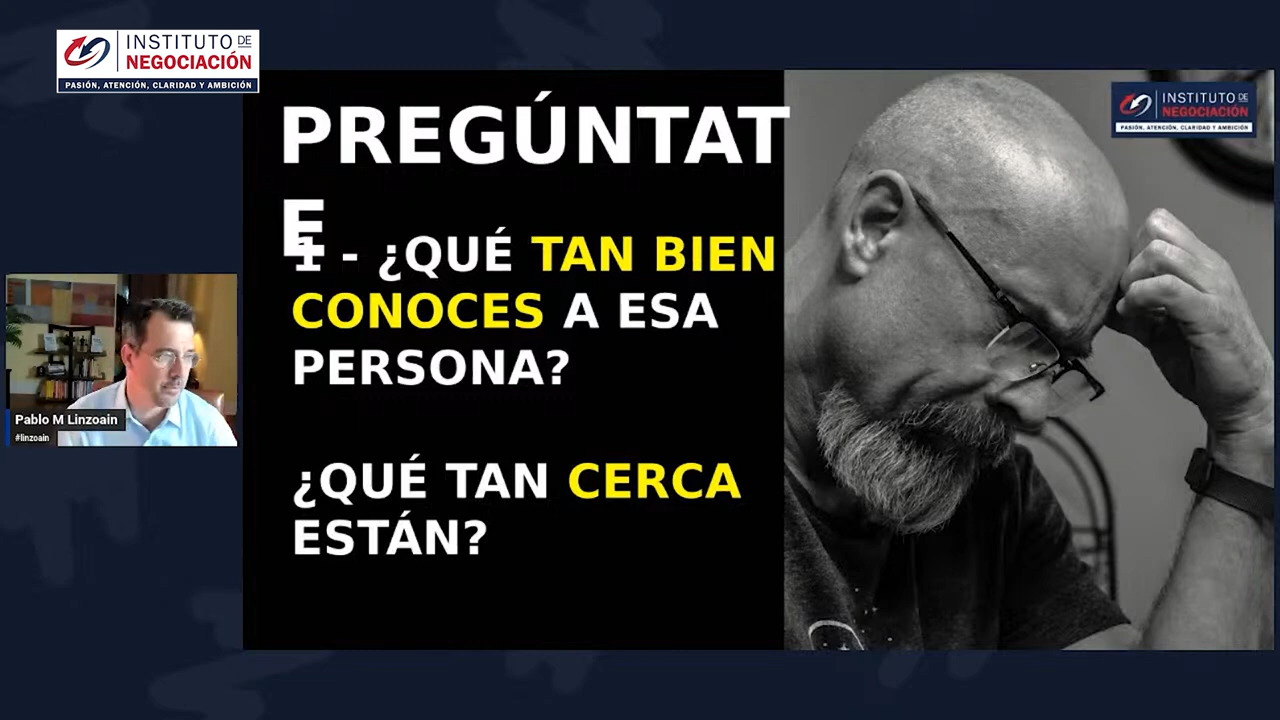 INSTITUTO DE
NEGOCIACIÓN
PASIÓN, ATENCIÓN, CLARIDAD Y AMBICIÓN
PREGÚNTAT
E
1 - ¿QUÉ TAN BIEN
CONOCES A ESA
PERSONA?
¿QUÉ TAN CERCA
ESTÁN?
INSTITUTO DE
NEGOCIACIÓN
PASIÓN, ATENCIÓN, CLARIDAD Y AMBICIÓN
Pablo M Linzoain
#linzoain